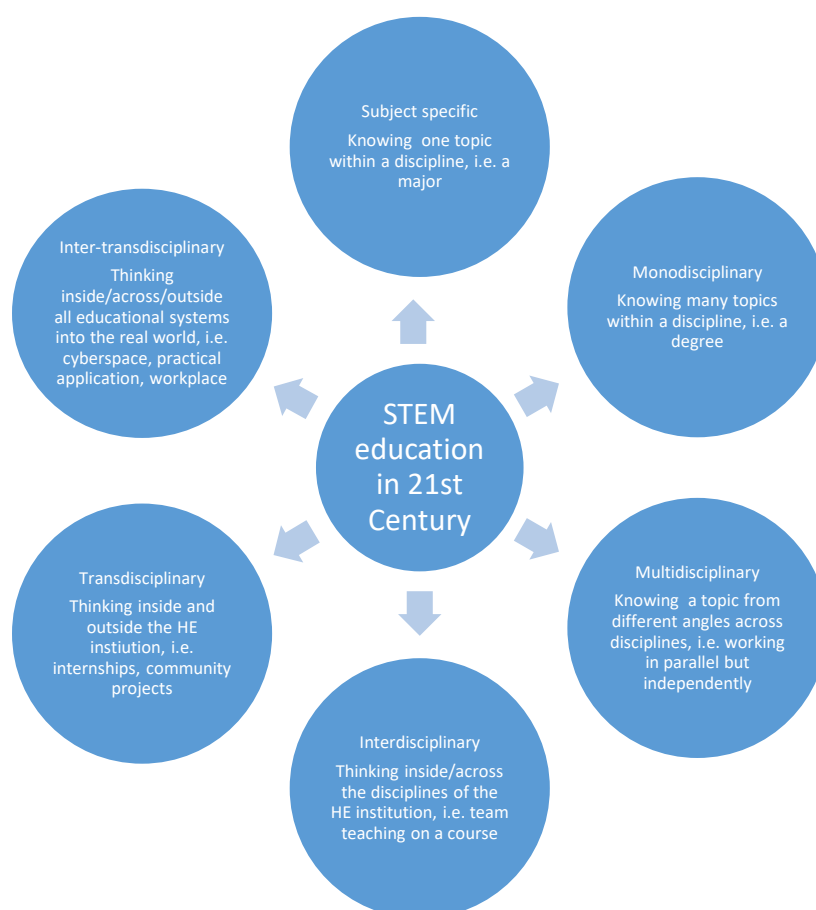 Subject specific
Knowing one topic
within a discipline, i.e. a
major
Monodisciplinary
Knowing many topics
within a discipline, i.e. a
degree
Multidisciplinary
Knowing a topic from
different angles across
disciplines, i.e. working
in parallel but
independently
Interdisciplinary
Thinking inside/across
the disciplines of the
HE institution, i.e. team
teaching on a course
Transdisciplinary
Thinking inside and
outside the HE
instiution, i.e.
internships, community
projects
Inter-transdisciplinary
Thinking
inside/across/outside
all educational systems
into the real world, i.e.
cyberspace, practical
application, workplace
STEM
education
in 21st
Century